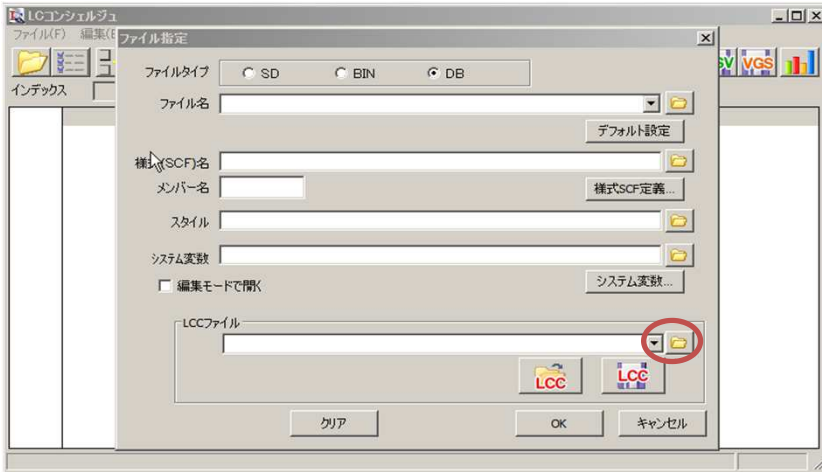 LCコンシェルジュ
ファイル(F) 編集(E
ファイル指定
SV VGS
インデックス
ファイルタイプ SD BIN DB
ファイル名
デフォルト設定
様式(SCF)名
メンバー名 様式SCF定義...
スタイル
システム変数
編集モードで開く システム変数...
LCCファイル
LCC LCC
クリア OK キャンセル